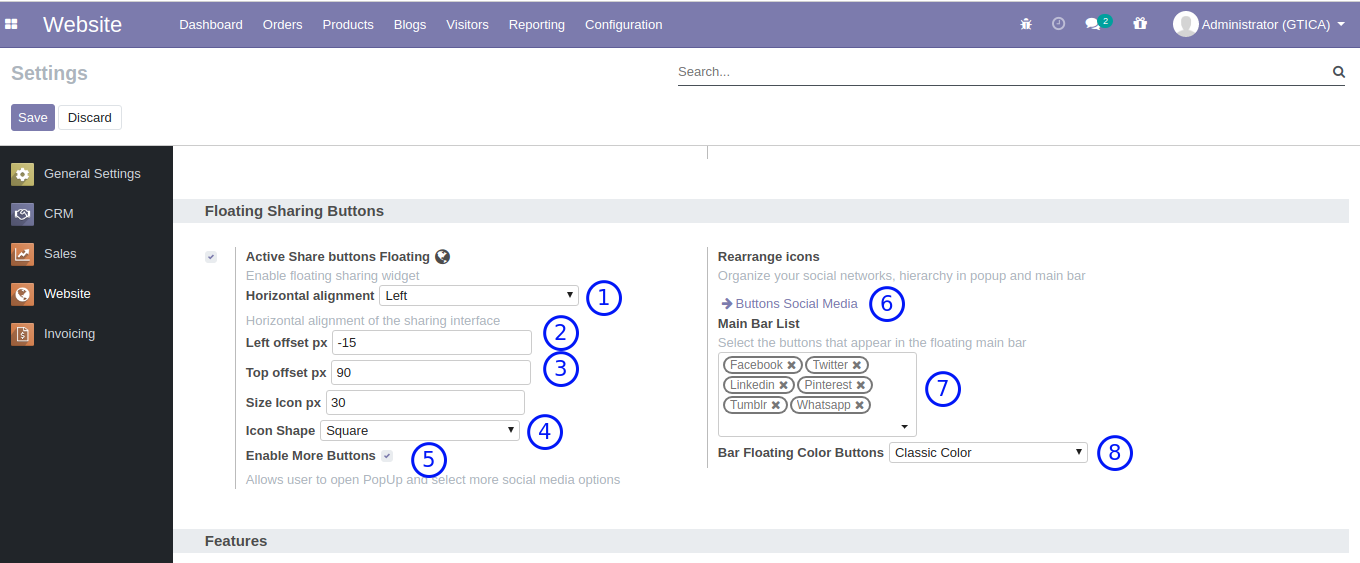 Website Dashboard Orders Products Blogs Visitors Reporting Configuration 2 Administrator (GTICA)
Settings
Search...
Save Discard
General Settings
CRM
Sales
Website
Invoicing
Floating Sharing Buttons
Active Share buttons Floating
Enable floating sharing widget
Horizontal alignment Left 1
Horizontal alignment of the sharing interface
Left offset px -15 2
Top offset px 90 3
Size Icon px 30
Icon Shape Square 4
Enable More Buttons 5
Allows user to open PopUp and select more social media options
Rearrange icons
Organize your social networks, hierarchy in popup and main bar
Buttons Social Media 6
Main Bar List
Select the buttons that appear in the floating main bar
Facebook Twitter
Linkedin Pinterest 7
Tumblr Whatsapp
Bar Floating Color Buttons Classic Color 8
Features